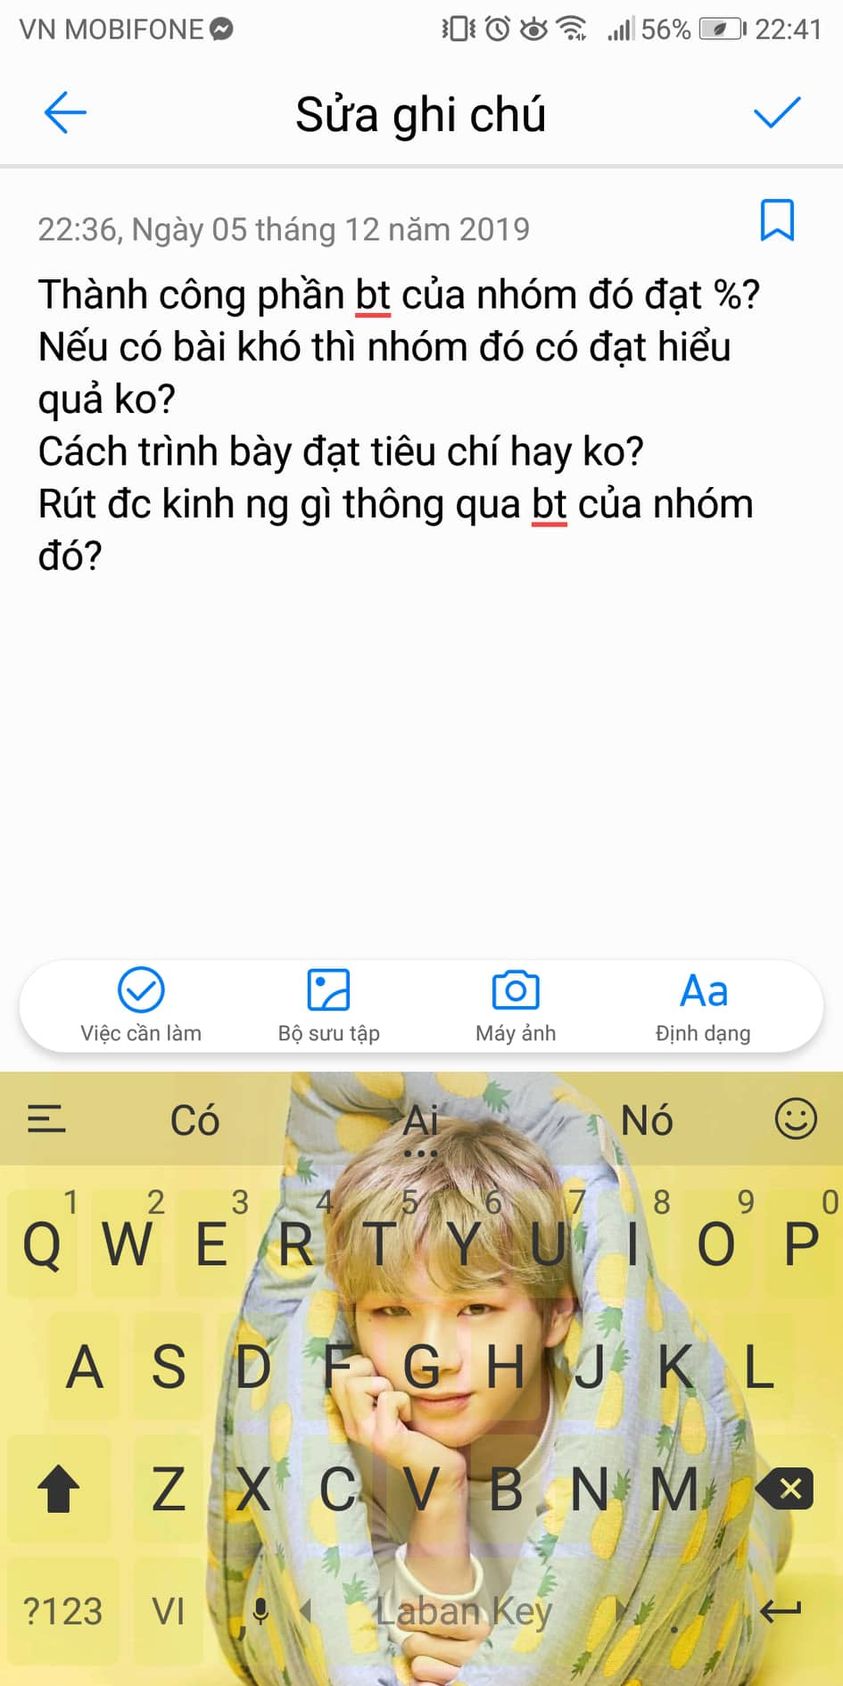 VN MOBIFONE 56% 22:41
Sửa ghi chú
22:36, Ngày 05 tháng 12 năm 2019
Thành công phần bt của nhóm đó đạt %?
Nếu có bài khó thì nhóm đó có đạt hiểu
quả ko?
Cách trình bày đạt tiêu chí hay ko?
Rút đc kinh ng gì thông qua bt của nhóm
đó?
Việc cần làm Bộ sưu tập Máy ảnh Aa Định dạng
Có Ai Nó
1 2 3 4 5 6 7 8 9 0
Q W E R T Y U I O P
A S D F G H J K L
Z X C V B N M
?123 VI , Laban Key .